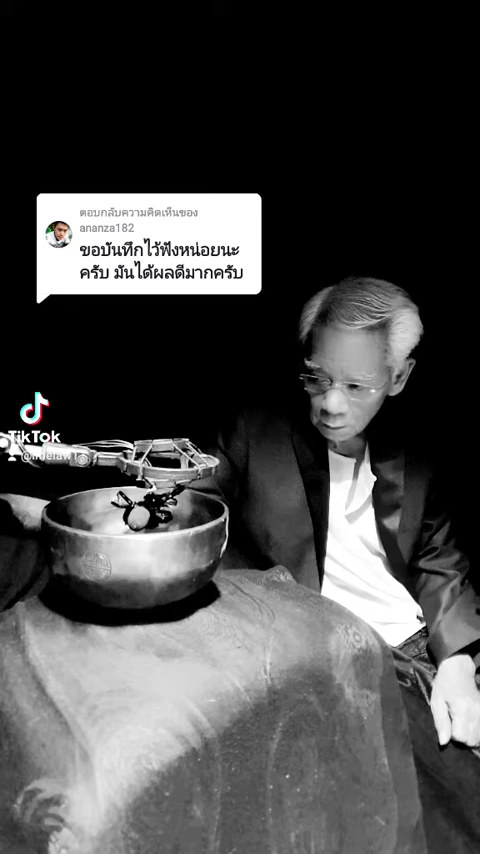 ตอบกลับความคิดเห็นของ
ananza182
ขอบันทึกไว้ฟังหน่อยนะ
ครับ มันได้ผลดีมากครับ
TikTok